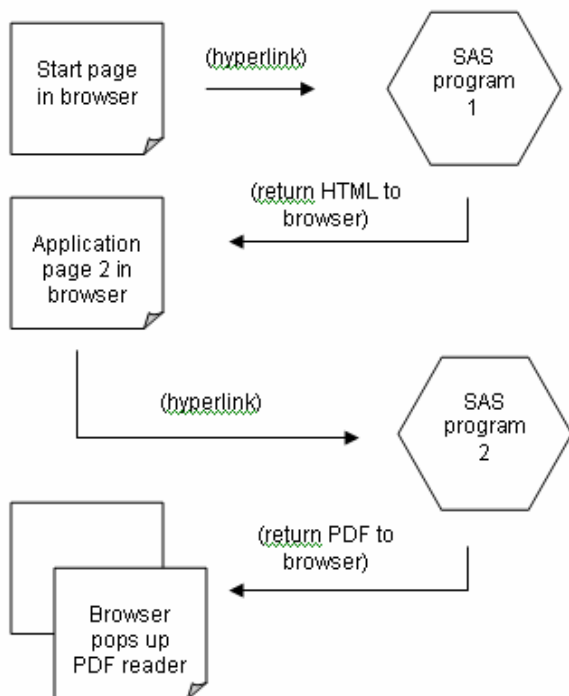 Start page
in browser
(hyperlink)
SAS
program
1
(return HTML to
browser)
Application
page 2 in
browser
(hyperlink)
SAS
program
2
(return PDF to
browser)
Browser
pops up
PDF reader